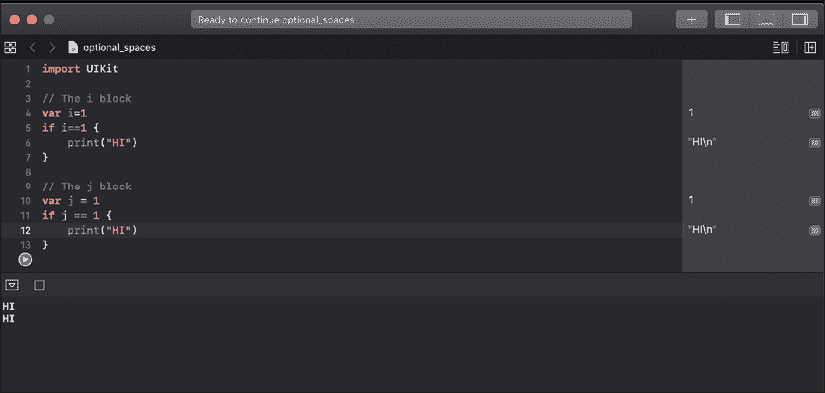 Ready to continue optional_spaces
optional_spaces
1 import UIKit
2
3 // The i block
4 var i=1
5 if i==1 {
6     print("HI")
7 }
8
9 // The j block
10 var j = 1
11 if j == 1 {
12     print("HI")
13 }
1
"HI\n"
1
"HI\n"
HI
HI